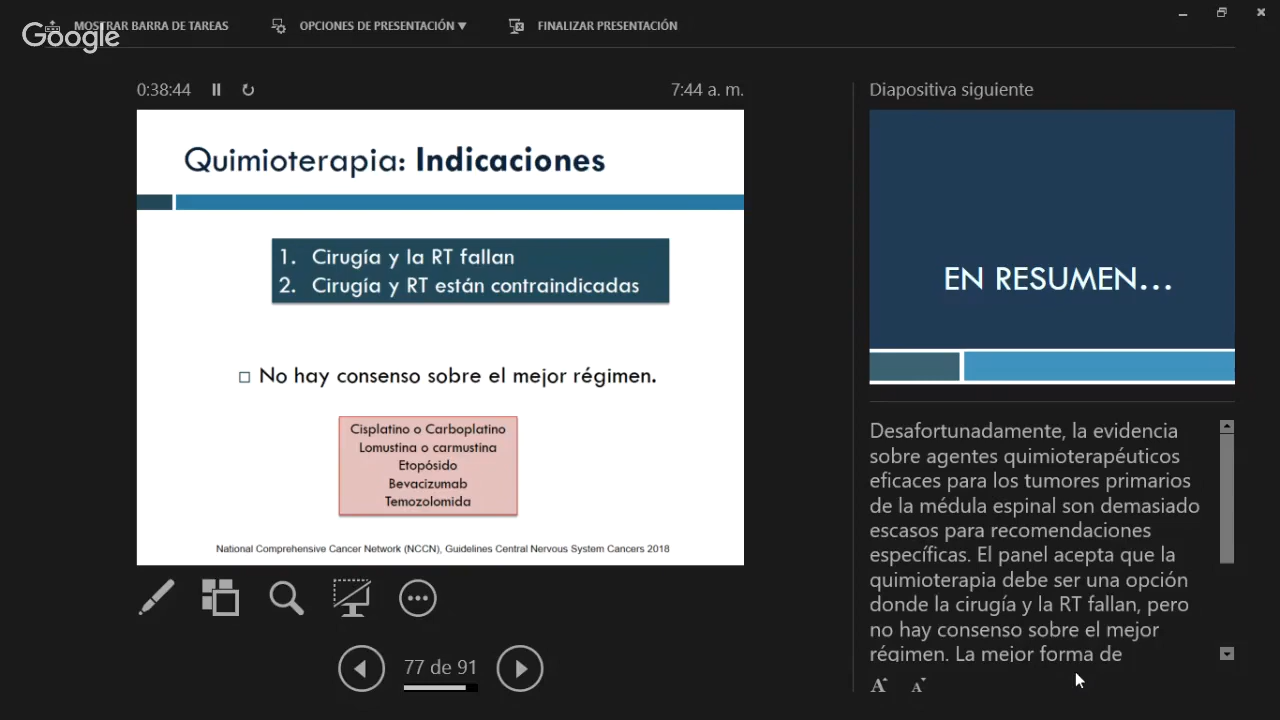 MOSTRAR BARRA DE TAREAS OPCIONES DE PRESENTACIÓN ▼ FINALIZAR PRESENTACIÓN
Google
0:38:44 7:44 a. m.
Quimioterapia: Indicaciones
1. Cirugía y la RT fallan
2. Cirugía y RT están contraindicadas
No hay consenso sobre el mejor régimen.
Cisplatino o Carboplatino
Lomustina o carmustina
Etopósido
Bevacizumab
Temozolomida
National Comprehensive Cancer Network (NCCN), Guidelines Central Nervous System Cancers 2018
77 de 91
Diapositiva siguiente
EN RESUMEN...
Desafortunadamente, la evidencia
sobre agentes quimioterapéuticos
eficaces para los tumores primarios
de la médula espinal son demasiado
escasos para recomendaciones
específicas. El panel acepta que la
quimioterapia debe ser una opción
donde la cirugía y la RT fallan, pero
no hay consenso sobre el mejor
régimen. La mejor forma de
A A